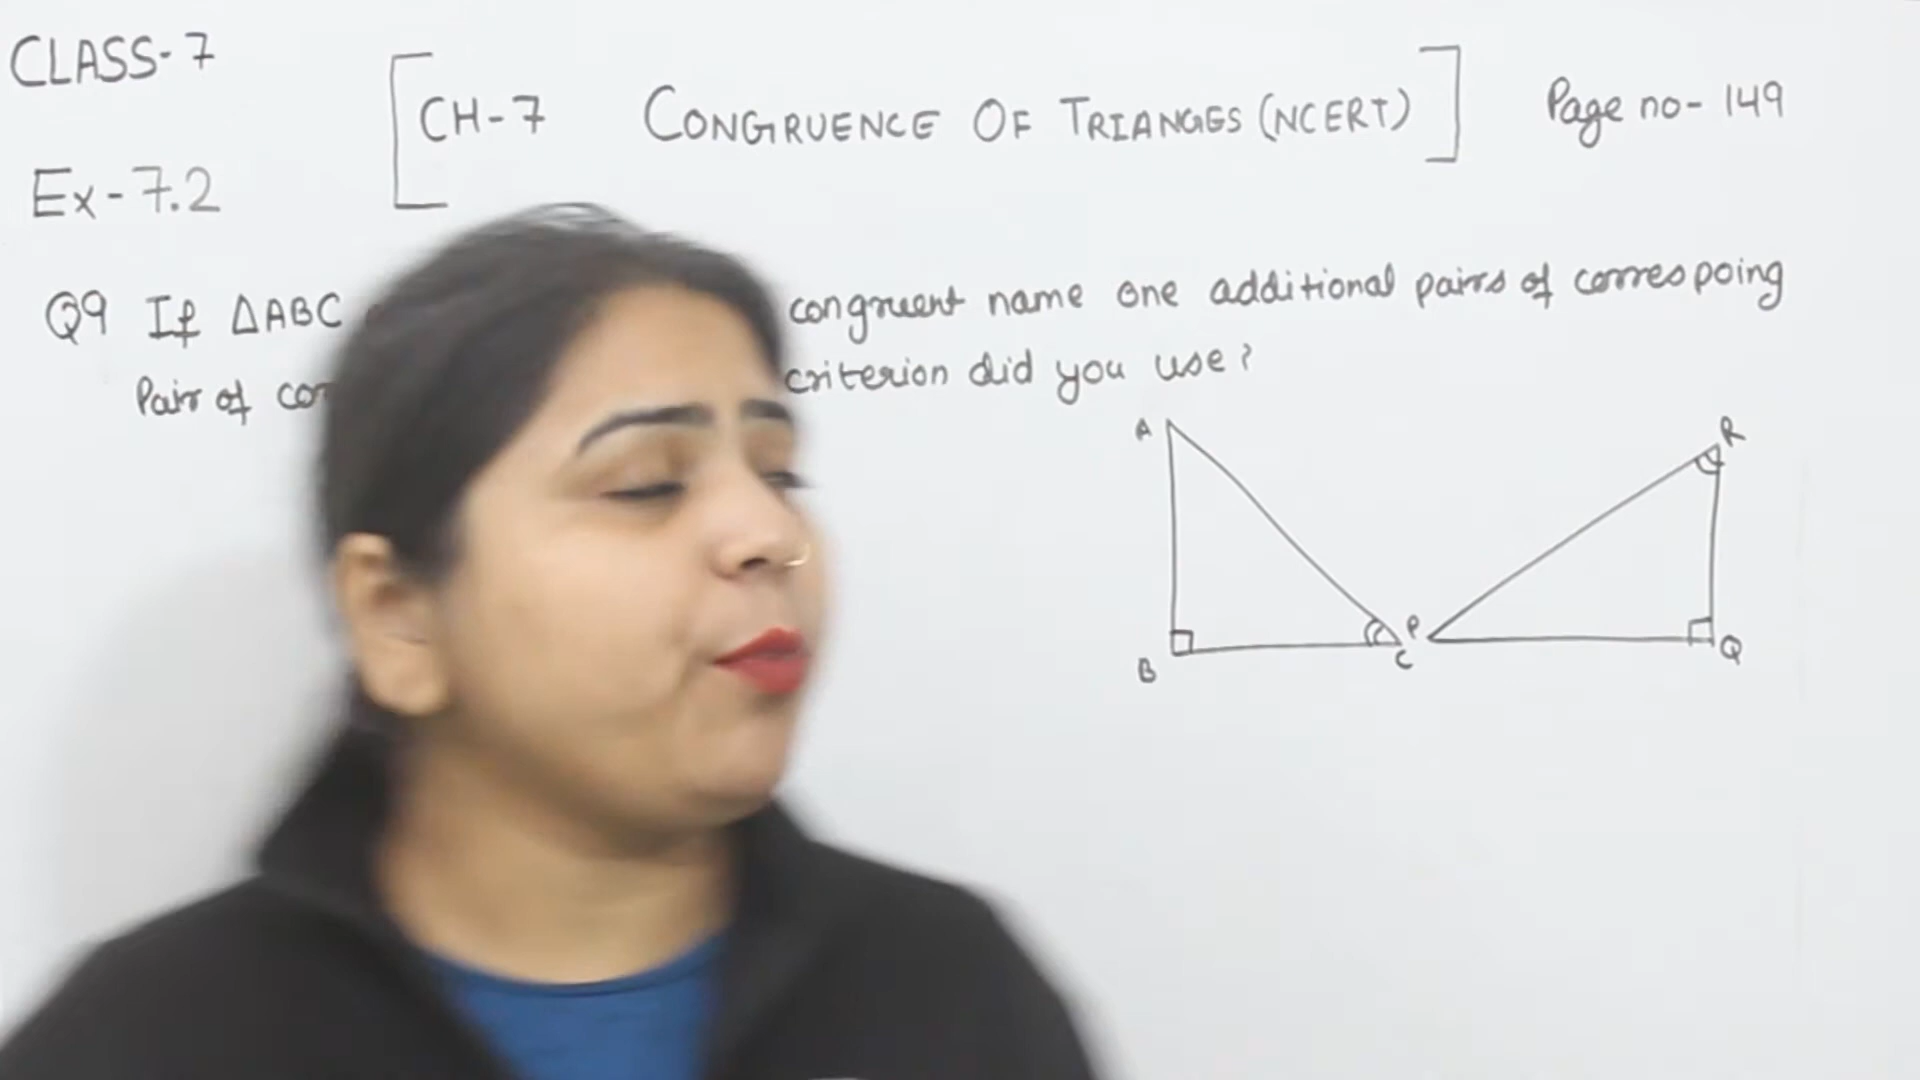 CLASS-7
CH-7 CONGRUENCE OF TRIANGES (NCERT)
Page no- 149
Ex-7.2
Q9 If ΔABC congruent name one additional pairs of correspoing
Pair of criterion did you use?
A
R
B
C
P
Q